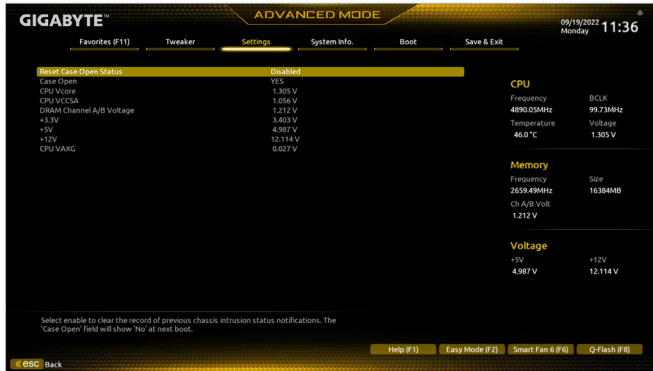 GIGABYTE™
ADVANCED MODE
09/19/2022 11:36
Monday
Favorites (F11) Tweaker Settings System Info. Boot Save & Exit
Reset Case Open Status Disabled
Case Open YES
CPU Vcore 1.305 V
CPU VCCSA 1.056 V
DRAM Channel A/B Voltage 1.212 V
+3.3V 3.403 V
+5V 4.987 V
+12V 12.114 V
CPU VAXG 0.027 V
CPU
Frequency BCLK
4890.05MHz 99.73MHz
Temperature Voltage
46.0 °C 1.305 V
Memory
Frequency Size
2659.49MHz 16384MB
Ch A/B Volt
1.212 V
Voltage
+5V +12V
4.987 V 12.114 V
Select enable to clear the record of previous chassis intrusion status notifications. The
'Case Open' field will show 'No' at next boot.
Help (F1) Easy Mode (F2) Smart Fan 6 (F6) Q-Flash (F8)
esc Back